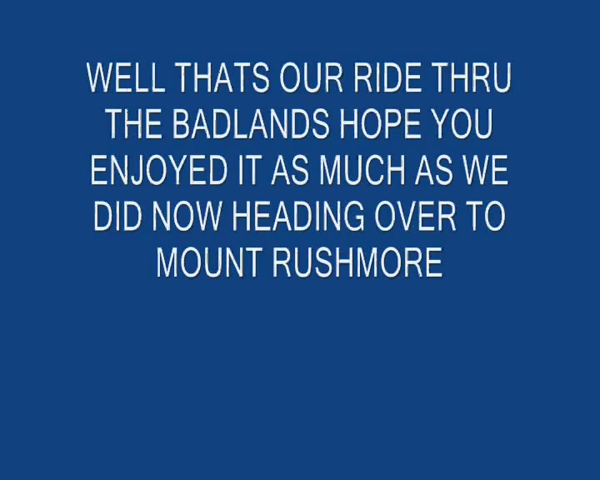 WELL THATS OUR RIDE THRU
THE BADLANDS HOPE YOU
ENJOYED IT AS MUCH AS WE
DID NOW HEADING OVER TO
MOUNT RUSHMORE